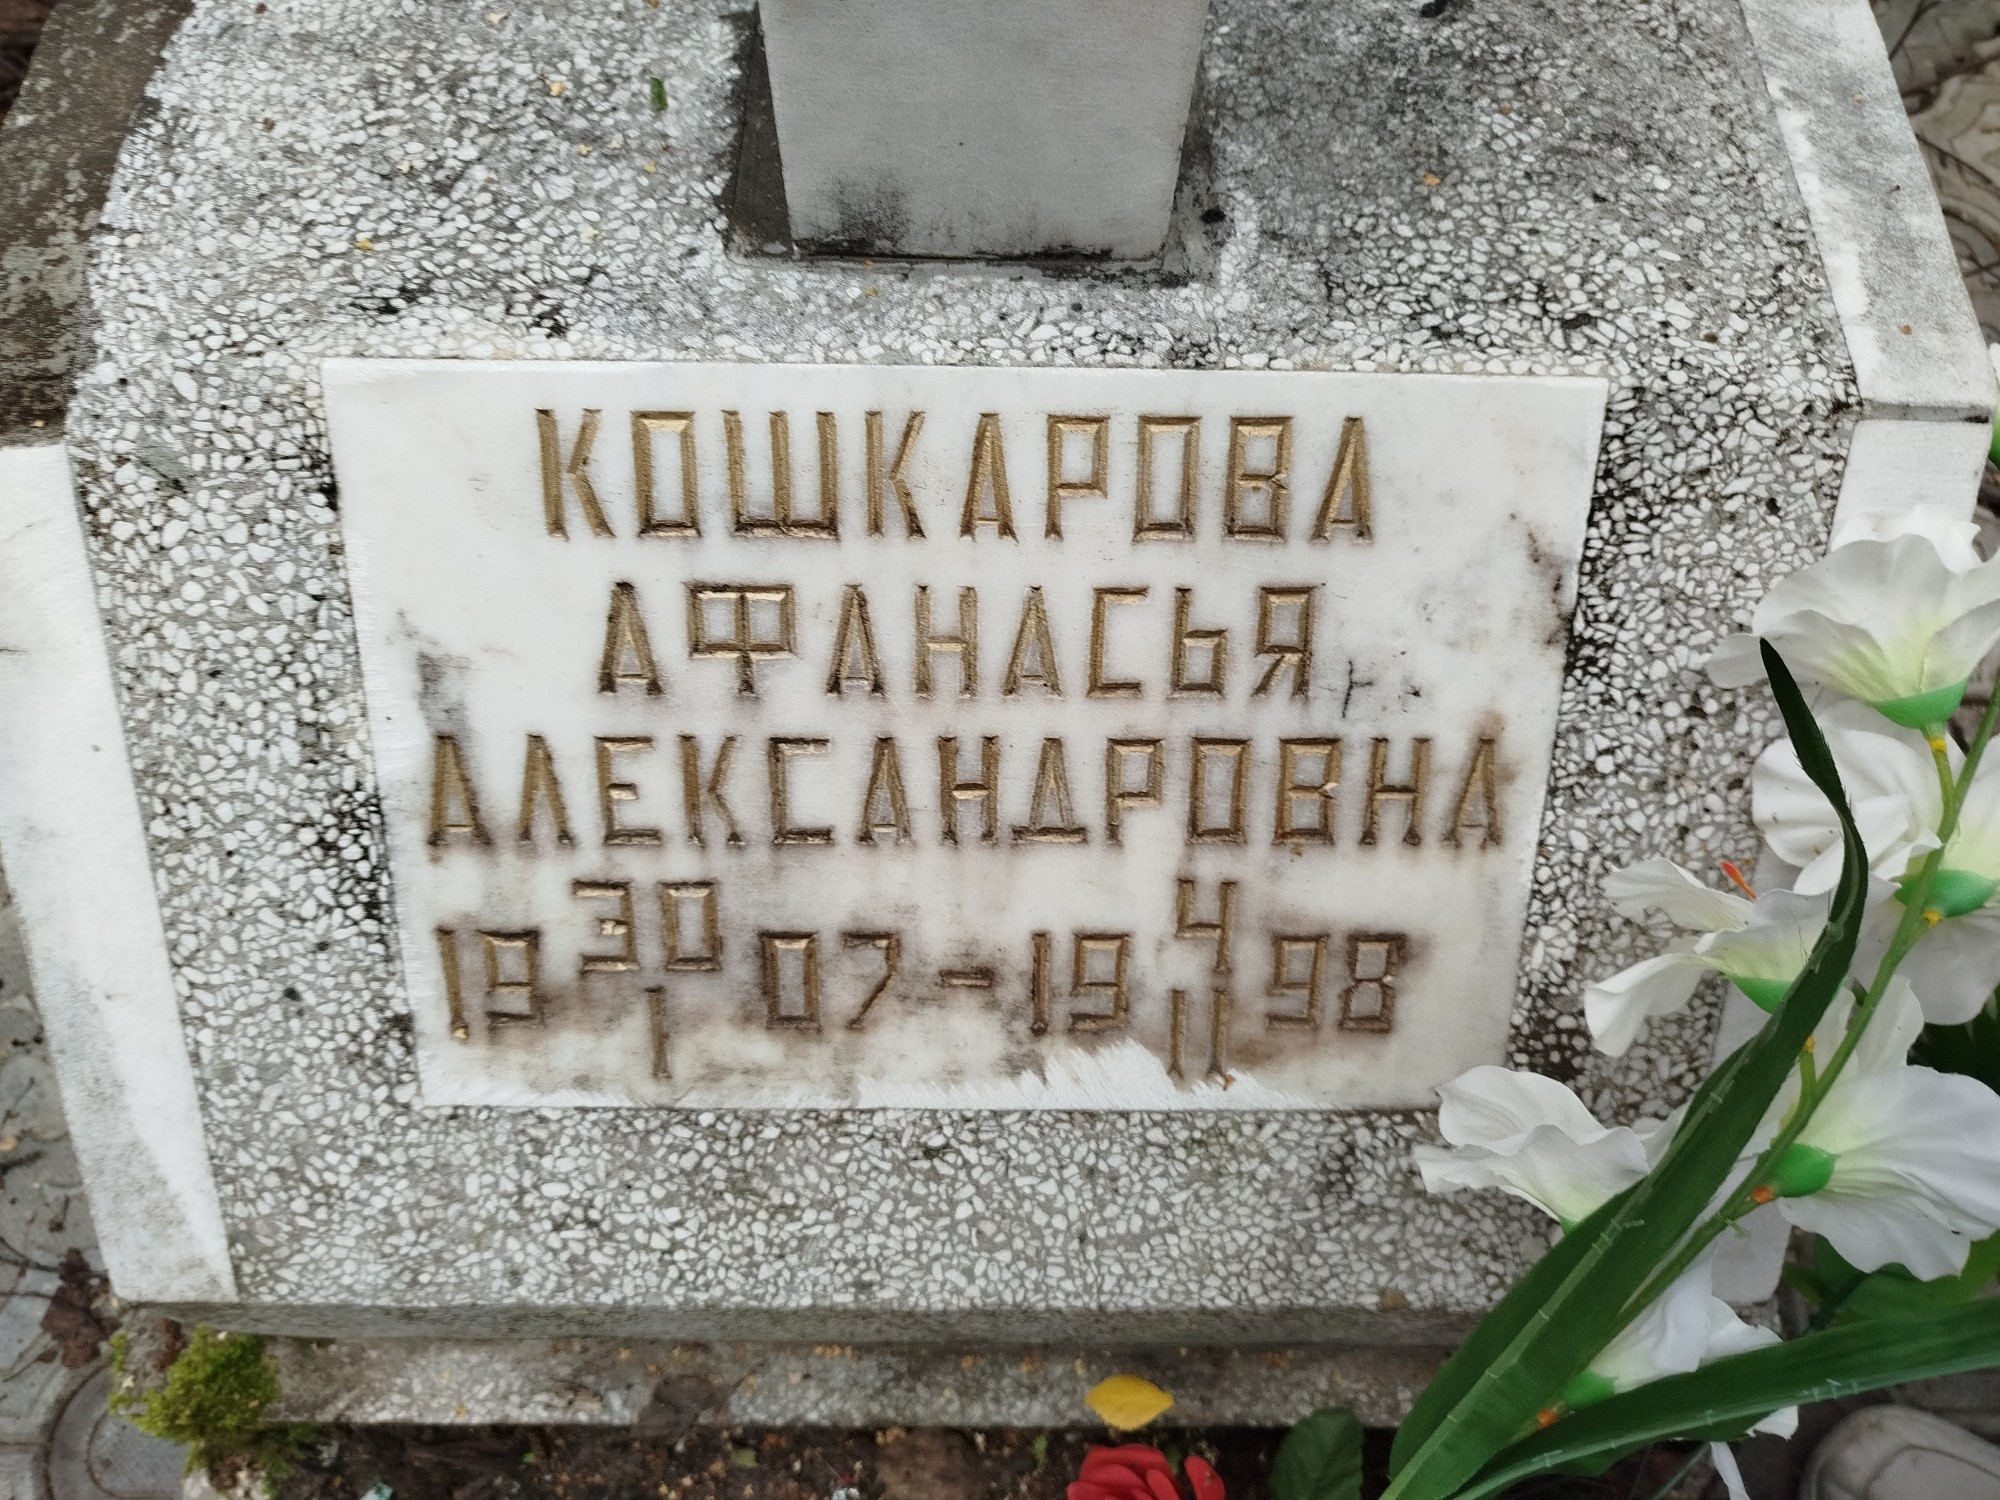 КОШКАРОВА
АФАНАСЬЯ
АЛЕКСАНДРОВНА
19 30/I 07 - 19 4/II 98